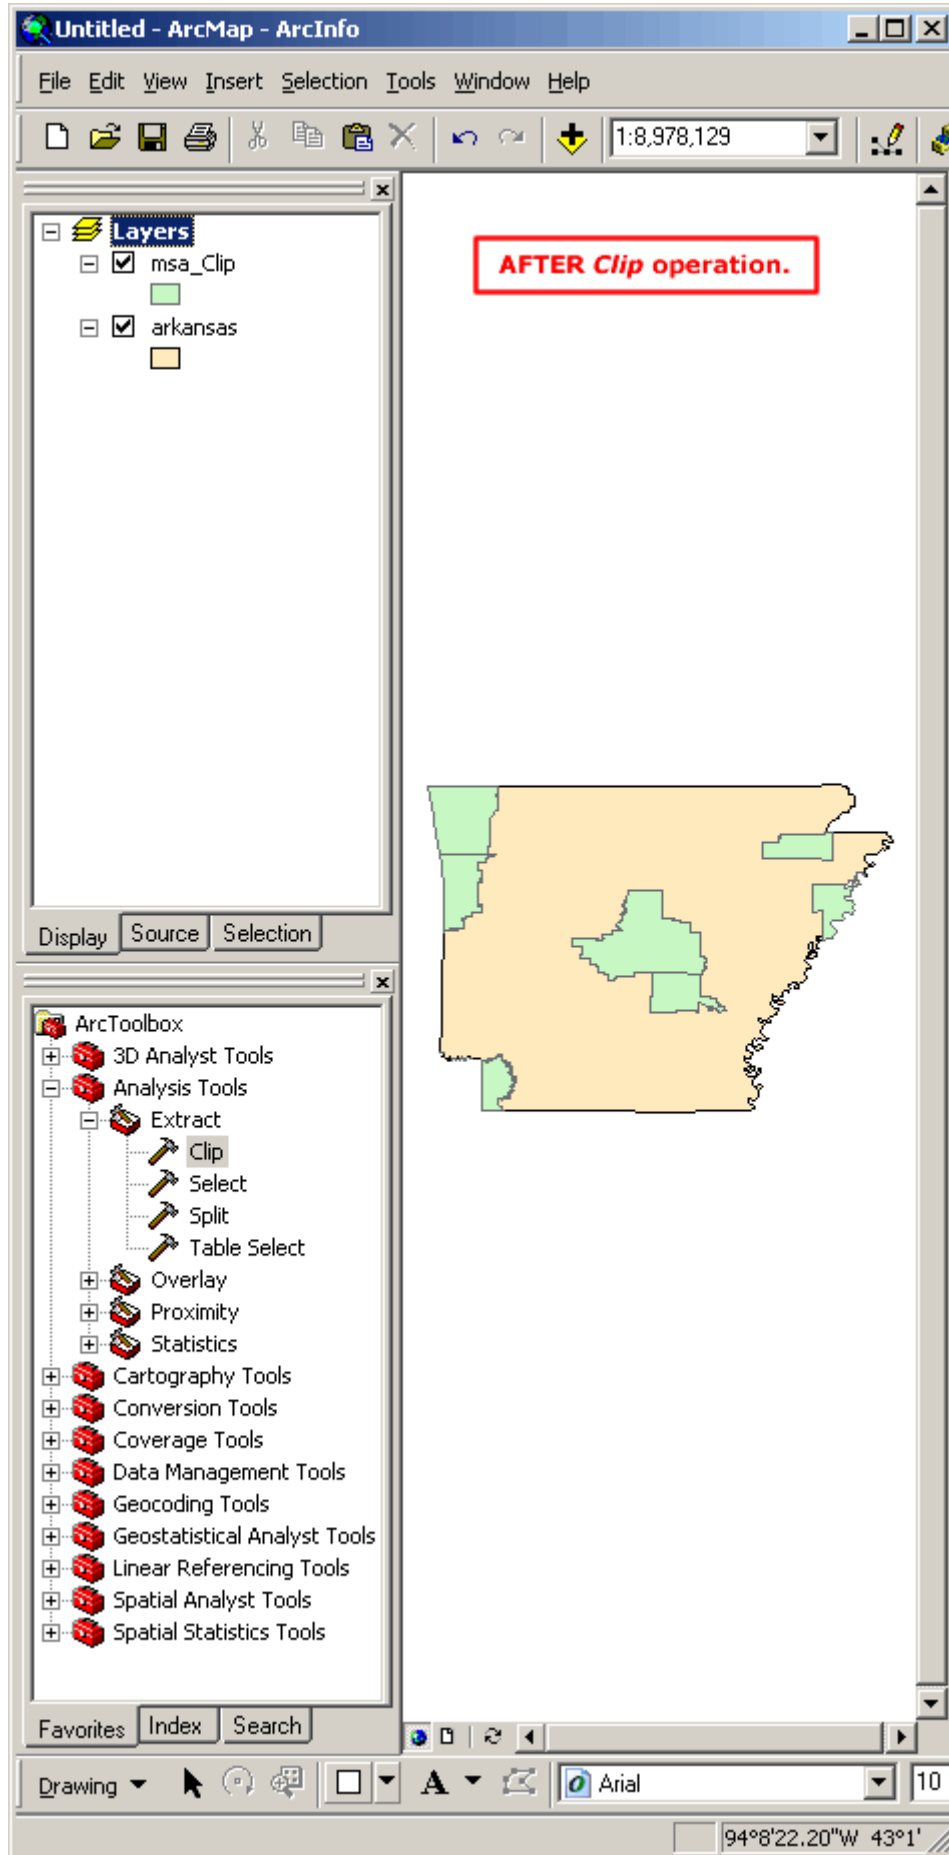 Untitled - ArcMap - ArcInfo
File Edit View Insert Selection Tools Window Help
1:8,978,129
Layers
msa_Clip
arkansas
Display Source Selection
AFTER Clip operation.
ArcToolbox
3D Analyst Tools
Analysis Tools
Extract
Clip
Select
Split
Table Select
Overlay
Proximity
Statistics
Cartography Tools
Conversion Tools
Coverage Tools
Data Management Tools
Geocoding Tools
Geostatistical Analyst Tools
Linear Referencing Tools
Spatial Analyst Tools
Spatial Statistics Tools
Favorites Index Search
Drawing A Arial 10
94°8'22.20"W 43°1'